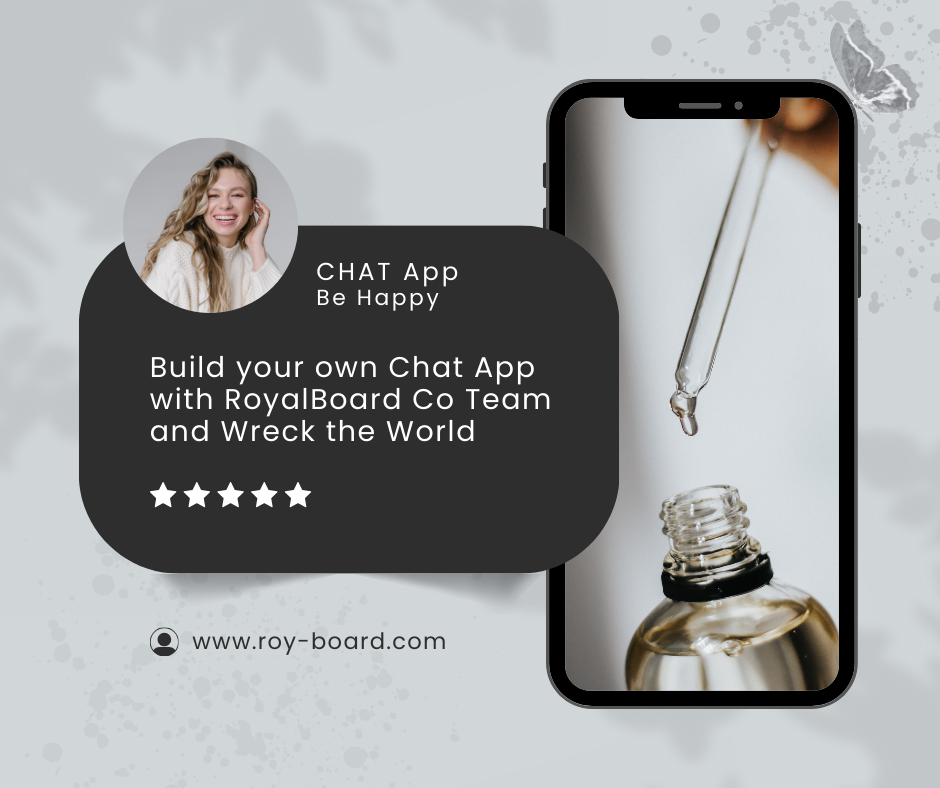 CHAT App
Be Happy
Build your own Chat App
with RoyalBoard Co Team
and Wreck the World
www.roy-board.com